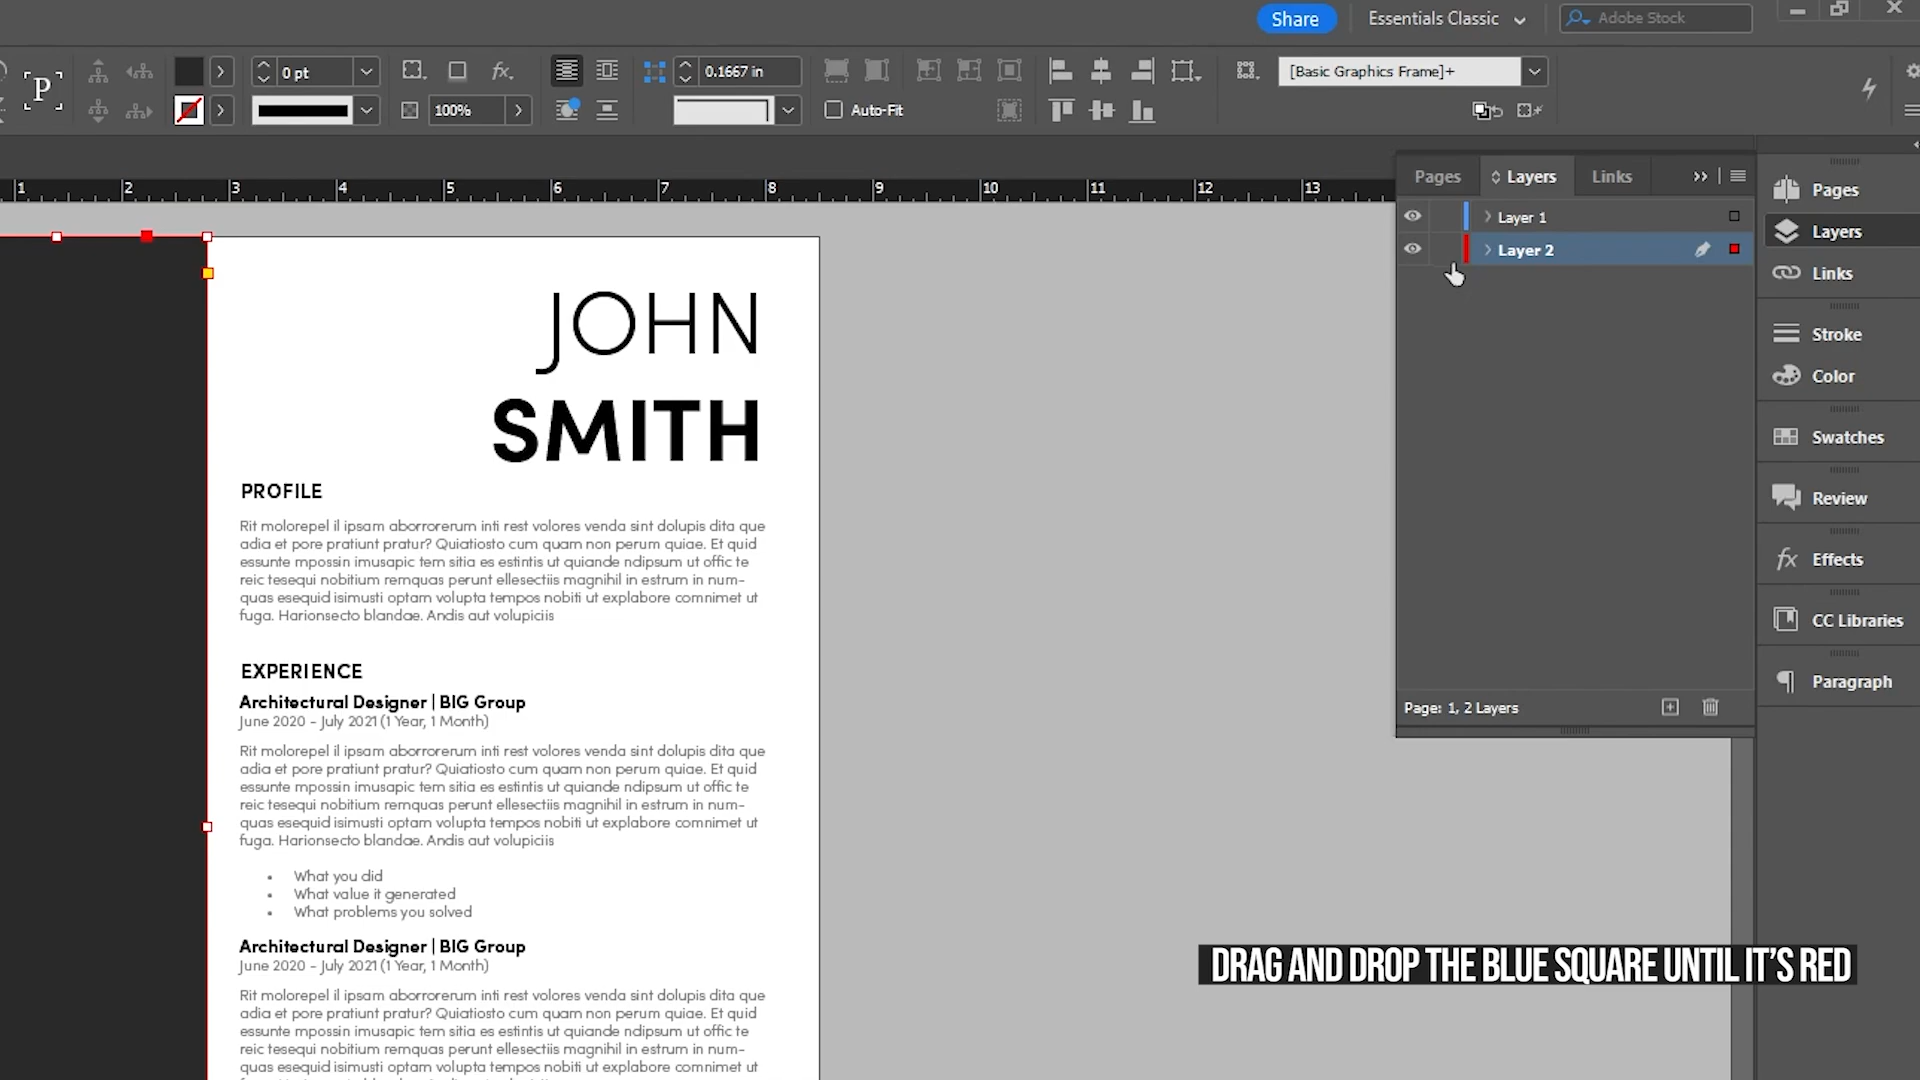 Share
Essentials Classic
Adobe Stock
P
0 pt
fx.
0.1667 in
[Basic Graphics Frame]+
100%
Auto-Fit
1 2 3 4 5 6 7 8 9 10 11 12 13
Pages
Layers
Links
Layer 1
Layer 2
Page: 1, 2 Layers
Pages
Layers
Links
Stroke
Color
Swatches
Review
fx Effects
CC Libraries
Paragraph
JOHN
SMITH
PROFILE
Rit molorepel il ipsam aborrorerum inti rest volores venda sint dolupis dita que
adia et pore pratiunt pratur? Quiatiosto cum quam non perum quiae. Et quid
essunte mpossin imusapic tem sitia es estintis ut quiande ndipsum ut offic te
reic tesequi nobitium remquas perunt ellesectiis magnihil in estrum in num-
quas esequid isimusti optam volupta tempos nobiti ut explabore comnimet ut
fuga. Harionsecto blandae. Andis aut volupiciis
EXPERIENCE
Architectural Designer | BIG Group
June 2020 - July 2021 (1 Year, 1 Month)
Rit molorepel il ipsam aborrorerum inti rest volores venda sint dolupis dita que
adia et pore pratiunt pratur? Quiatiosto cum quam non perum quiae. Et quid
essunte mpossin imusapic tem sitia es estintis ut quiande ndipsum ut offic te
reic tesequi nobitium remquas perunt ellesectiis magnihil in estrum in num-
quas esequid isimusti optam volupta tempos nobiti ut explabore comnimet ut
fuga. Harionsecto blandae. Andis aut volupiciis
• What you did
• What value it generated
• What problems you solved
Architectural Designer | BIG Group
June 2020 - July 2021 (1 Year, 1 Month)
Rit molorepel il ipsam aborrorerum inti rest volores venda sint dolupis dita que
adia et pore pratiunt pratur? Quiatiosto cum quam non perum quiae. Et quid
essunte mpossin imusapic tem sitia es estintis ut quiande ndipsum ut offic te
reic tesequi nobitium remquas perunt ellesectiis magnihil in estrum in num-
quas esequid isimusti optam volupta tempos nobiti ut explabore comnimet ut
DRAG AND DROP THE BLUE SQUARE UNTIL IT'S RED